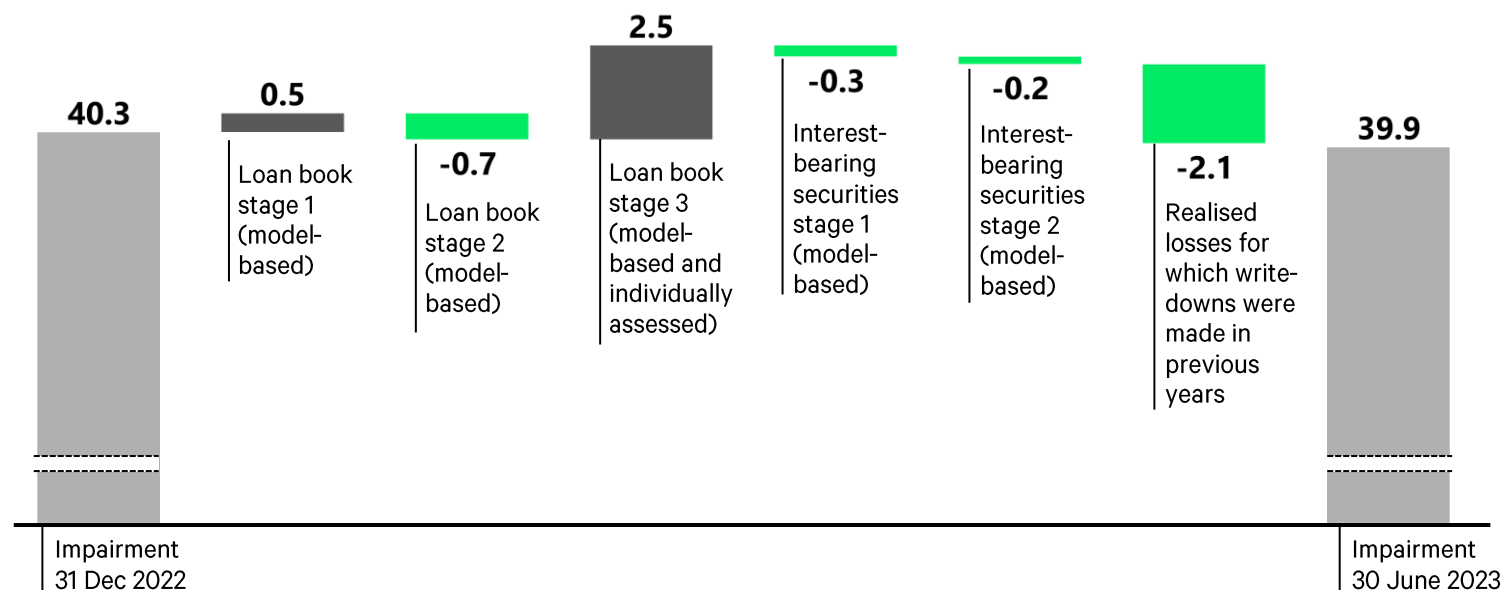 40.3
Impairment
31 Dec 2022
0.5
Loan book
stage 1
(model-
based)
-0.7
Loan book
stage 2
(model-
based)
2.5
Loan book
stage 3
(model-
based and
individually
assessed)
-0.3
Interest-
bearing
securities
stage 1
(model-
based)
-0.2
Interest-
bearing
securities
stage 2
(model-
based)
-2.1
Realised
losses for
which write-
downs were
made in
previous
years
39.9
Impairment
30 June 2023